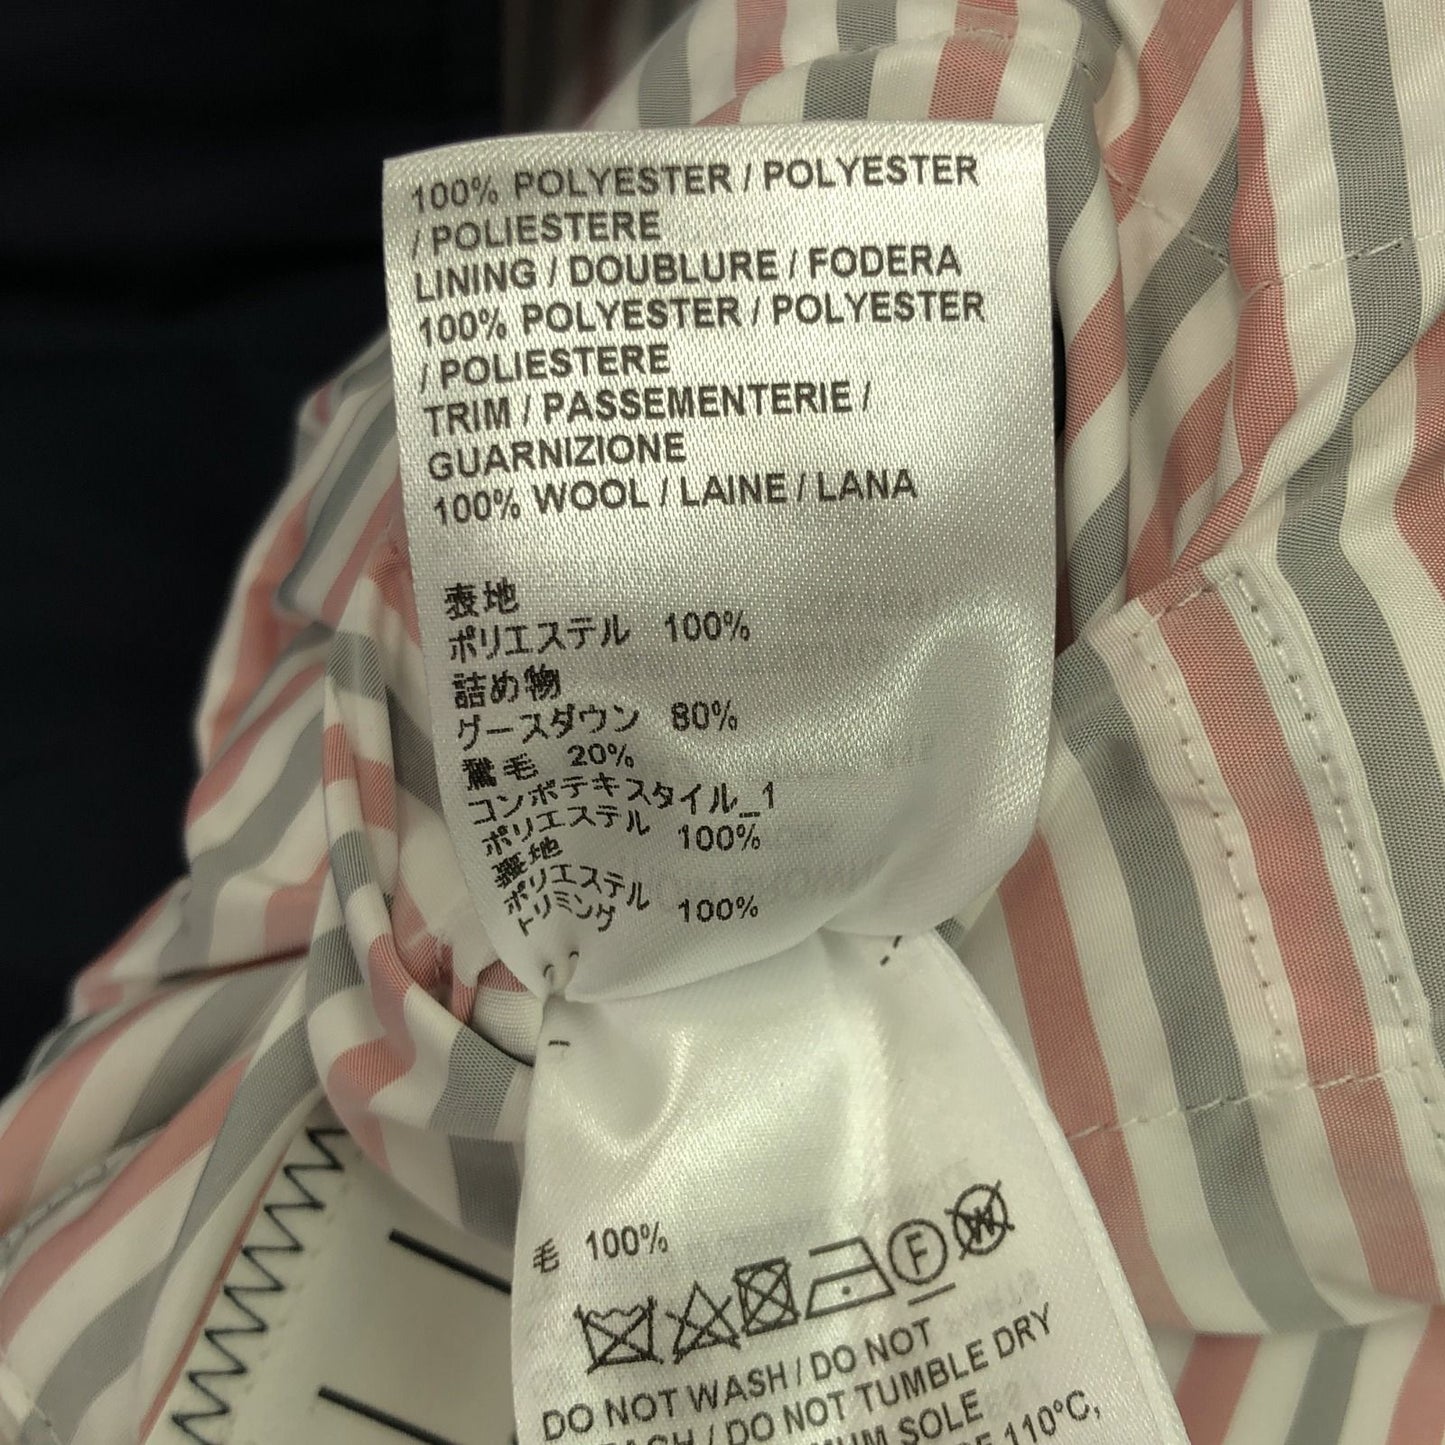 100% POLYESTER / POLYESTER
/ POLIESTERE
LINING / DOUBLURE / FODERA
100% POLYESTER / POLYESTER
/ POLIESTERE
TRIM / PASSEMENTERIE /
GUARNIZIONE
100% WOOL / LAINE / LANA
表地
ポリエステル 100%
詰め物
グースダウン 80%
鵞毛 20%
コンポテキスタイル_1
ポリエステル 100%
裏地
ポリエステル 100%
トリミング
毛 100%
F
W
DO NOT WASH / DO NOT
/ DO NOT TUMBLE DRY
SOLE
110°C,